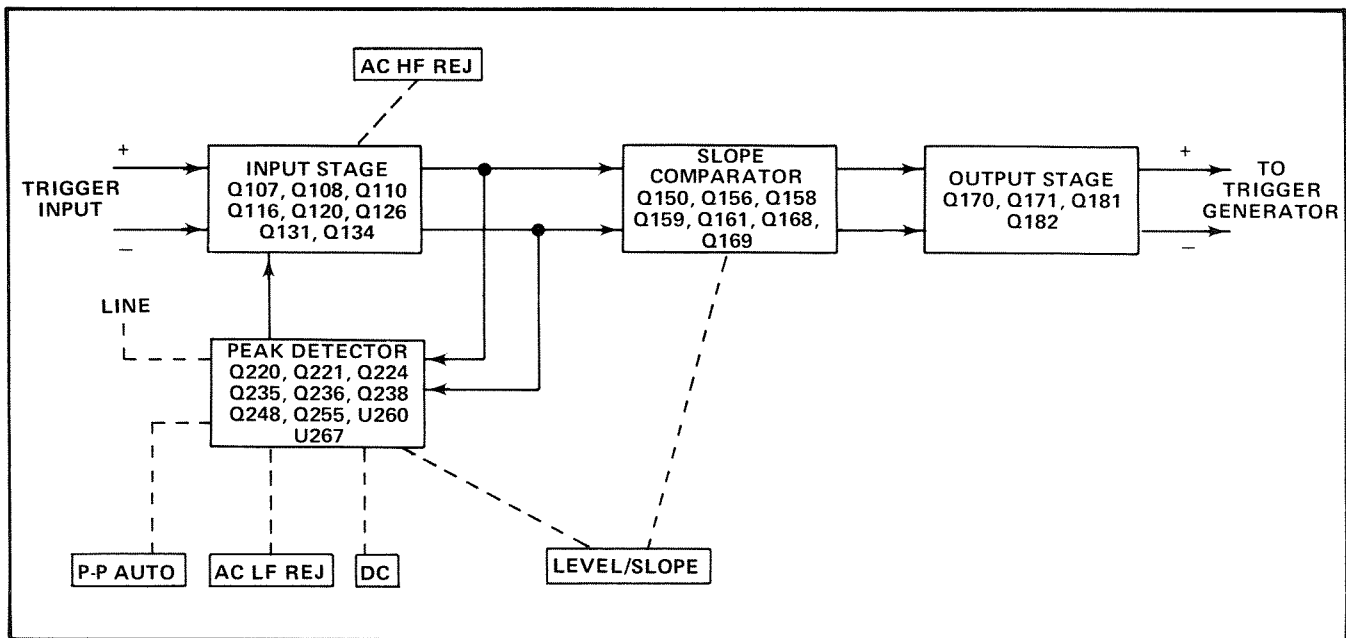 AC HF REJ
+
TRIGGER
INPUT
−
INPUT STAGE
Q107, Q108, Q110
Q116, Q120, Q126
Q131, Q134
SLOPE
COMPARATOR
Q150, Q156, Q158
Q159, Q161, Q168,
Q169
OUTPUT STAGE
Q170, Q171, Q181
Q182
+
TO
TRIGGER
GENERATOR
−
LINE
PEAK DETECTOR
Q220, Q221, Q224
Q235, Q236, Q238
Q248, Q255, U260
U267
P-P AUTO
AC LF REJ
DC
LEVEL/SLOPE